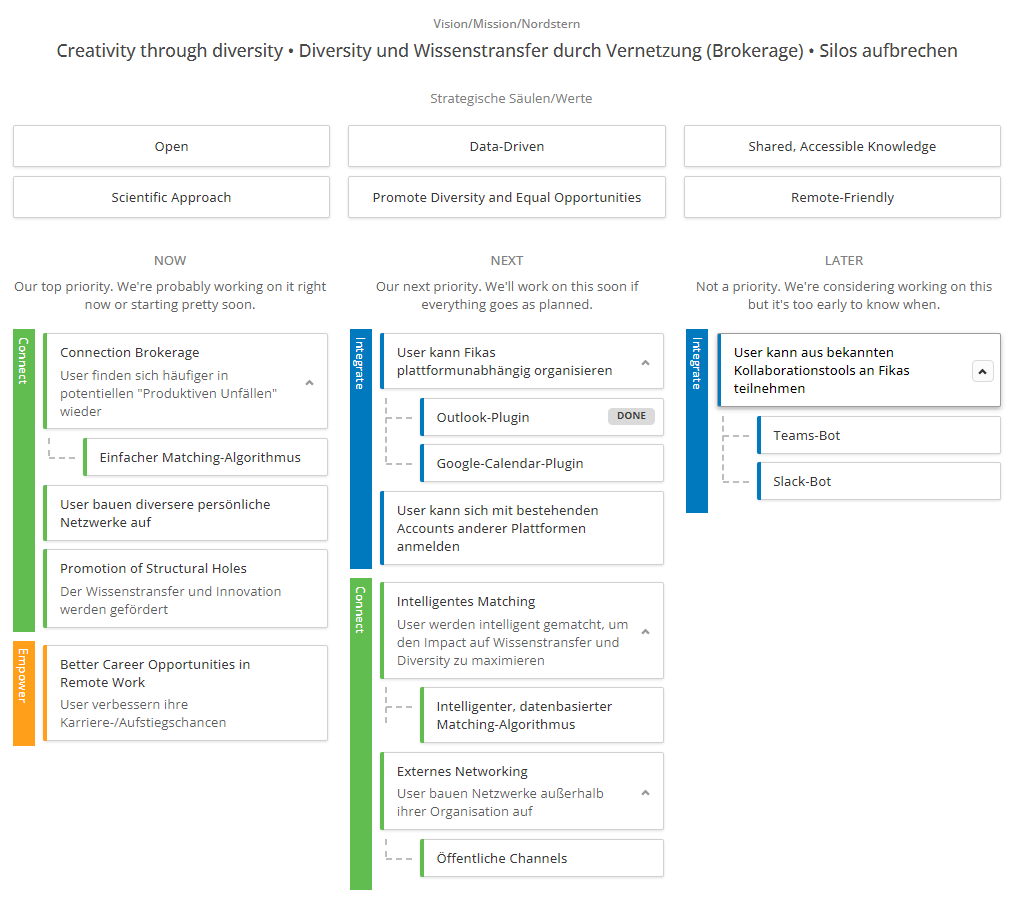 Vision/Mission/Nordstern
Creativity through diversity • Diversity und Wissenstransfer durch Vernetzung (Brokerage) • Silos aufbrechen
Strategische Säulen/Werte
Open
Data-Driven
Shared, Accessible Knowledge
Scientific Approach
Promote Diversity and Equal Opportunities
Remote-Friendly
NOW
Our top priority. We're probably working on it right
now or starting pretty soon.
Connect
Connection Brokerage
User finden sich häufiger in
potentiellen "Produktiven Unfällen"
wieder
Einfacher Matching-Algorithmus
User bauen diversere persönliche
Netzwerke auf
Promotion of Structural Holes
Der Wissenstransfer und Innovation
werden gefördert
Empower
Better Career Opportunities in
Remote Work
User verbessern ihre
Karriere-/Aufstiegschancen
NEXT
Our next priority. We'll work on this soon if
everything goes as planned.
Integrate
User kann Fikas
plattformunabhängig organisieren
Outlook-Plugin
DONE
Google-Calendar-Plugin
User kann sich mit bestehenden
Accounts anderer Plattformen
anmelden
Connect
Intelligentes Matching
User werden intelligent gematcht, um
den Impact auf Wissenstransfer und
Diversity zu maximieren
Intelligenter, datenbasierter
Matching-Algorithmus
Externes Networking
User bauen Netzwerke außerhalb
ihrer Organisation auf
Öffentliche Channels
LATER
Not a priority. We're considering working on this
but it's too early to know when.
Integrate
User kann aus bekannten
Kollaborationstools an Fikas
teilnehmen
Teams-Bot
Slack-Bot